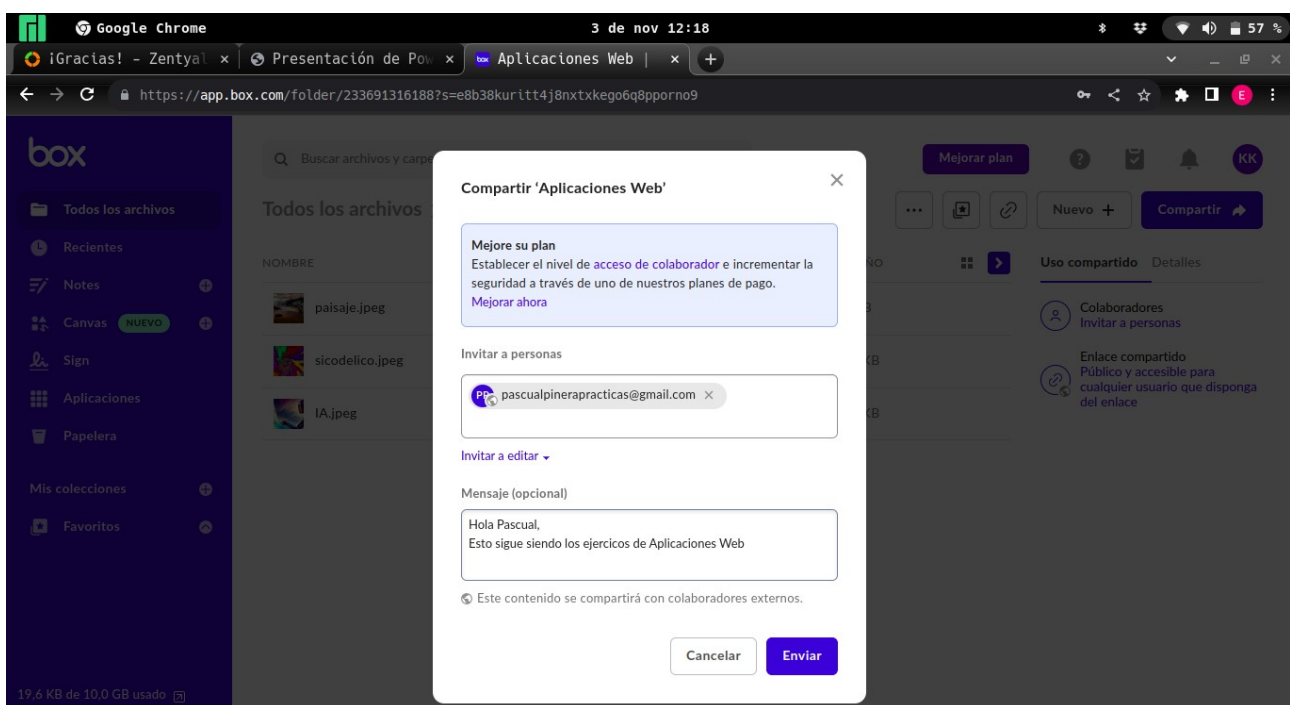 Google Chrome
3 de nov 12:18
57 %
¡Gracias! - Zentyal
Presentación de Pow
Aplicaciones Web |
https://app.box.com/folder/233691316188?s=e8b38kuritt4j8nxtxkego6q8pporno9
E
box
Buscar archivos y carpe
Mejorar plan
KK
Todos los archivos
Recientes
Notes
Canvas NUEVO
Sign
Aplicaciones
Papelera
Mis colecciones
Favoritos
19,6 KB de 10,0 GB usado
Todos los archivos
Nuevo +
Compartir
NOMBRE
ÑO
paisaje.jpeg
B
sicodelico.jpeg
KB
IA.jpeg
KB
Compartir ‘Aplicaciones Web’
Mejore su plan
Establecer el nivel de acceso de colaborador e incrementar la
seguridad a través de uno de nuestros planes de pago.
Mejorar ahora
Invitar a personas
PP pascualpinerapracticas@gmail.com
Invitar a editar
Mensaje (opcional)
Hola Pascual,
Esto sigue siendo los ejercicos de Aplicaciones Web
Este contenido se compartirá con colaboradores externos.
Cancelar
Enviar
Uso compartido
Detalles
Colaboradores
Invitar a personas
Enlace compartido
Público y accesible para
cualquier usuario que disponga
del enlace